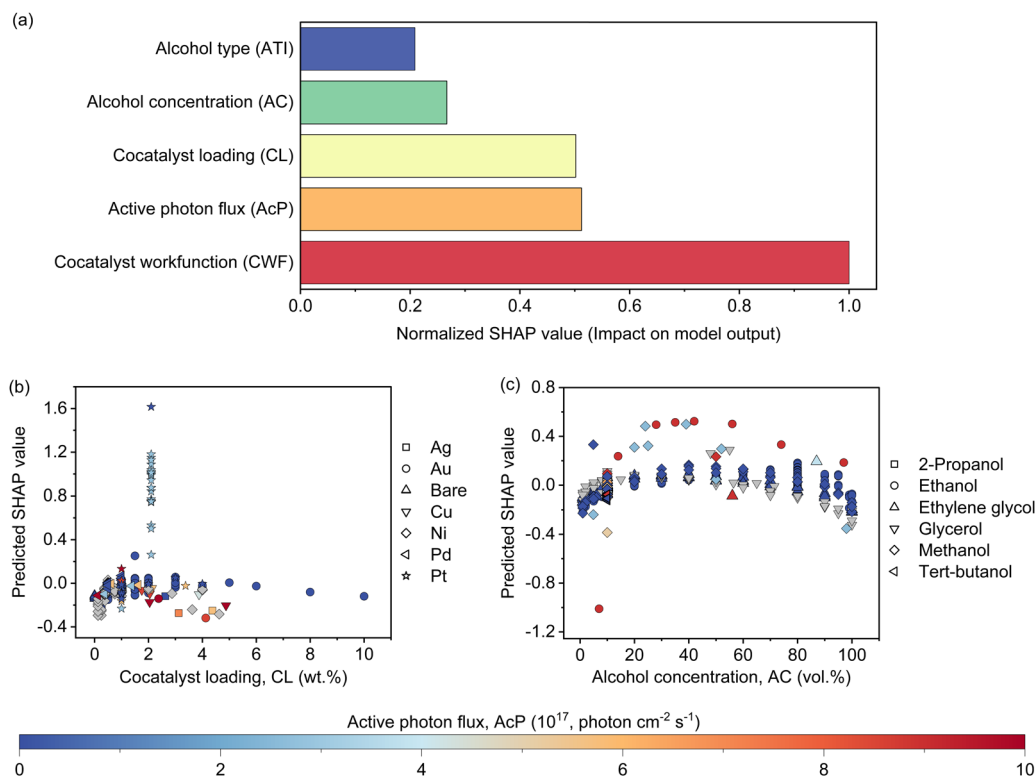 (a)
Alcohol type (ATI)
Alcohol concentration (AC)
Cocatalyst loading (CL)
Active photon flux (AcP)
Cocatalyst workfunction (CWF)
0.0 0.2 0.4 0.6 0.8 1.0
Normalized SHAP value (Impact on model output)
(b)
Predicted SHAP value
1.6
1.2
0.8
0.4
0.0
-0.4
0 2 4 6 8 10
Cocatalyst loading, CL (wt.%)
Ag
Au
Bare
Cu
Ni
Pd
Pt
(c)
Predicted SHAP value
0.8
0.4
0.0
-0.4
-0.8
-1.2
0 20 40 60 80 100
Alcohol concentration, AC (vol.%)
2-Propanol
Ethanol
Ethylene glycol
Glycerol
Methanol
Tert-butanol
Active photon flux, AcP (10¹⁷, photon cm⁻² s⁻¹)
0 2 4 6 8 10